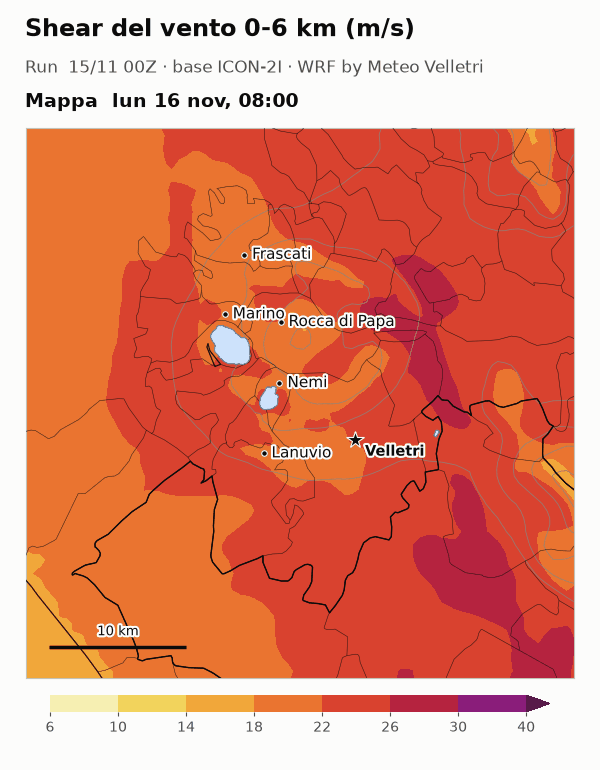 Shear del vento 0-6 km (m/s)
Run  15/11 00Z · base ICON-2I · WRF by Meteo Velletri
Mappa  lun 16 nov, 08:00
Frascati
Marino
Rocca di Papa
Nemi
Velletri
Lanuvio
10 km
6 10 14 18 22 26 30 40